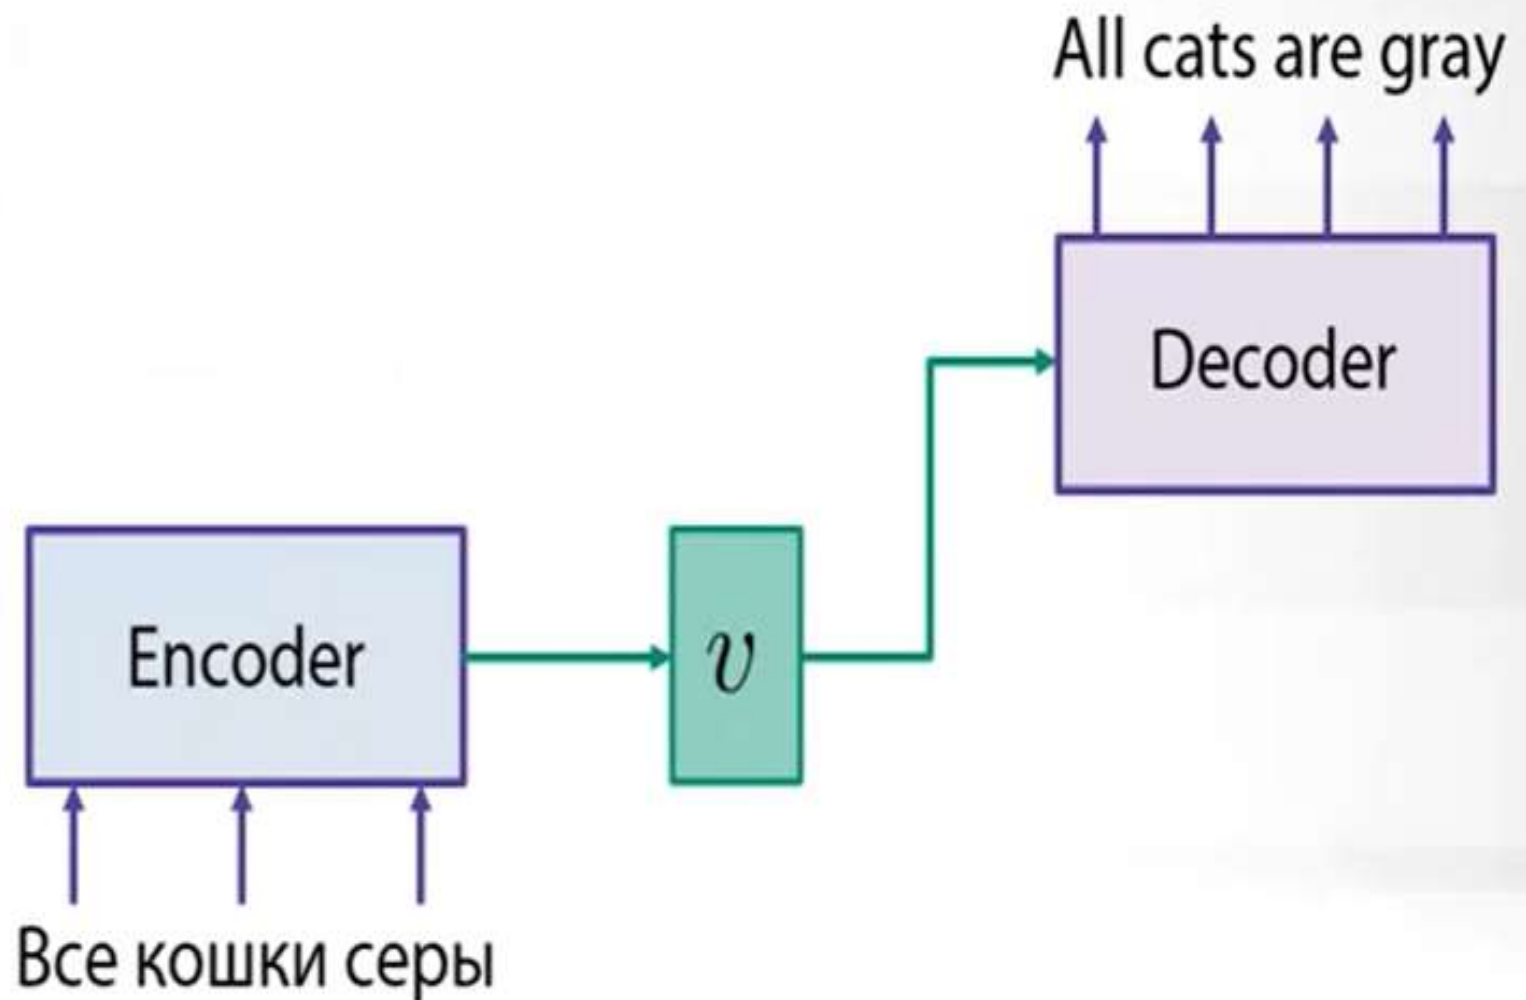 All cats are gray
Decoder
Encoder
v
Все кошки серы